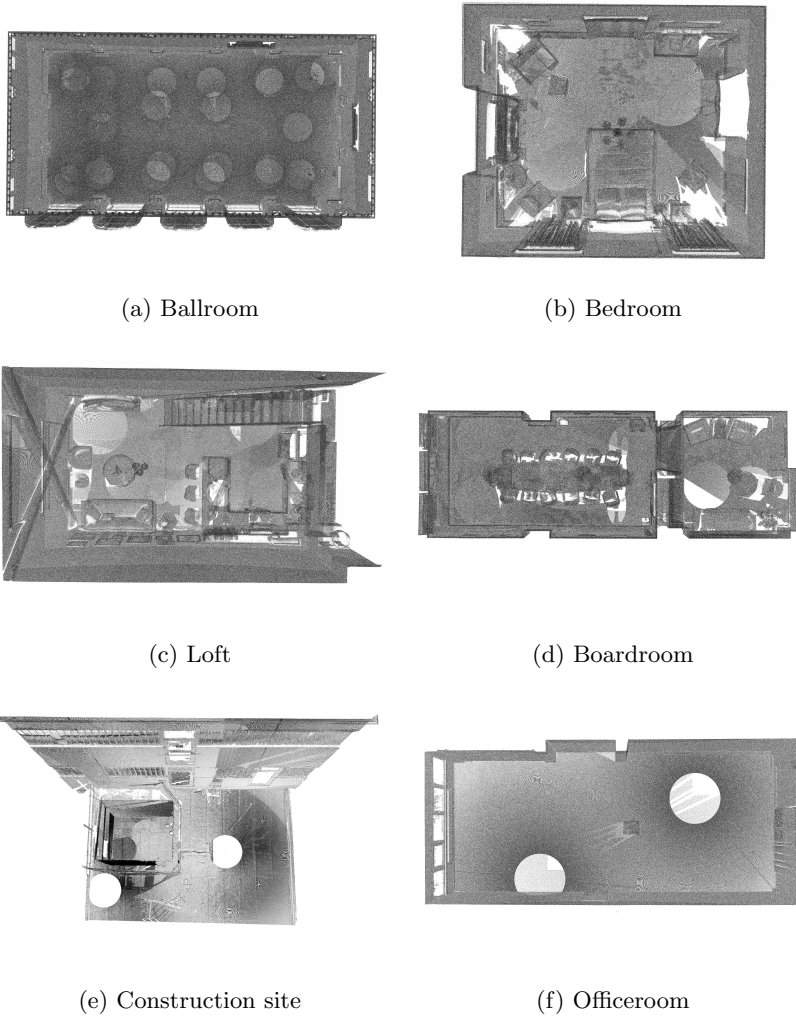 (a) Ballroom
(b) Bedroom
(c) Loft
(d) Boardroom
(e) Construction site
(f) Officeroom